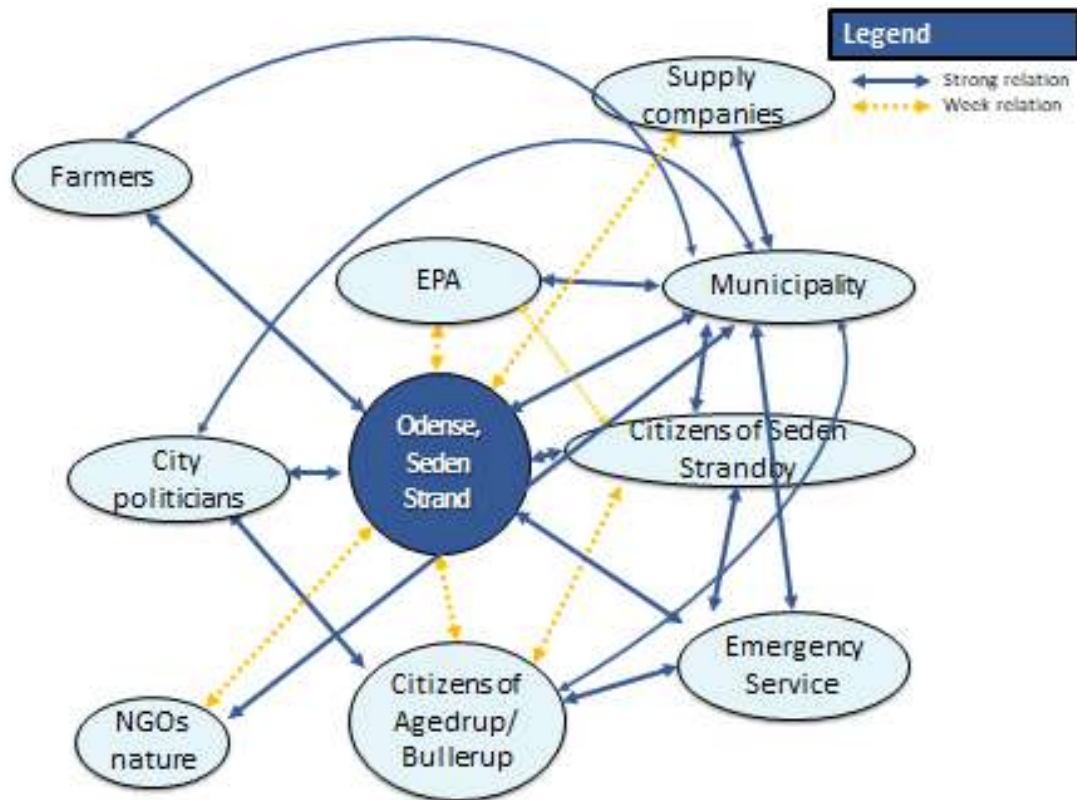 Legend
Strong relation
Week relation
Supply
companies
Farmers
EPA
Municipality
Odense,
Seden
Strand
Citizens of Seden
Strandby
City
politicians
Emergency
Service
Citizens of
Agedrup/
Bullerup
NGOs
nature